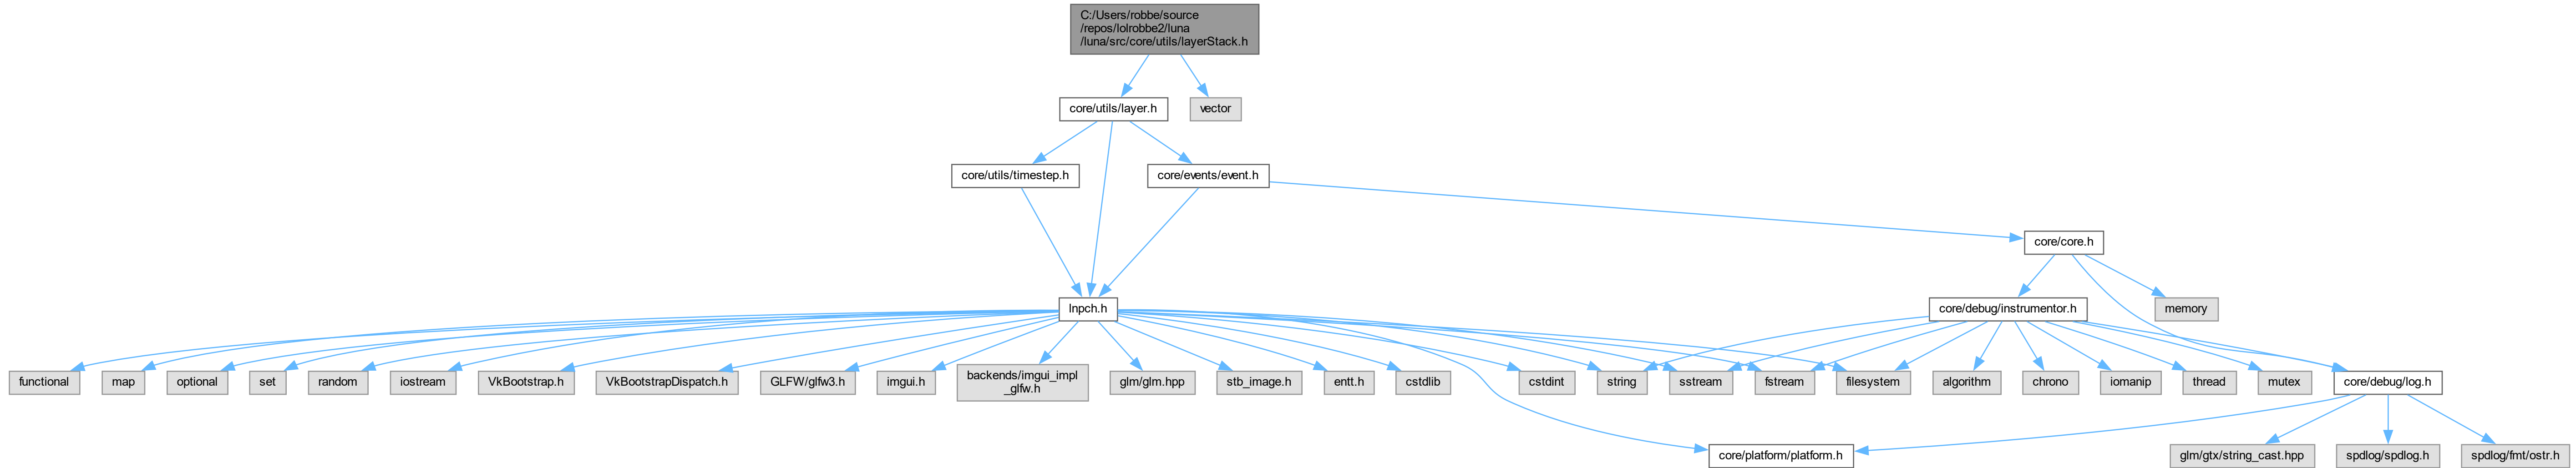 C:/Users/robbe/source
/repos/lolrobbe2/luna
/luna/src/core/utils/layerStack.h
core/utils/layer.h
vector
core/utils/timestep.h
core/events/event.h
core/core.h
lnpch.h
core/debug/instrumentor.h
memory
functional
map
optional
set
random
iostream
VkBootstrap.h
VkBootstrapDispatch.h
GLFW/glfw3.h
imgui.h
backends/imgui_impl
_glfw.h
glm/glm.hpp
stb_image.h
entt.h
cstdlib
cstdint
string
sstream
fstream
filesystem
algorithm
chrono
iomanip
thread
mutex
core/debug/log.h
core/platform/platform.h
glm/gtx/string_cast.hpp
spdlog/spdlog.h
spdlog/fmt/ostr.h